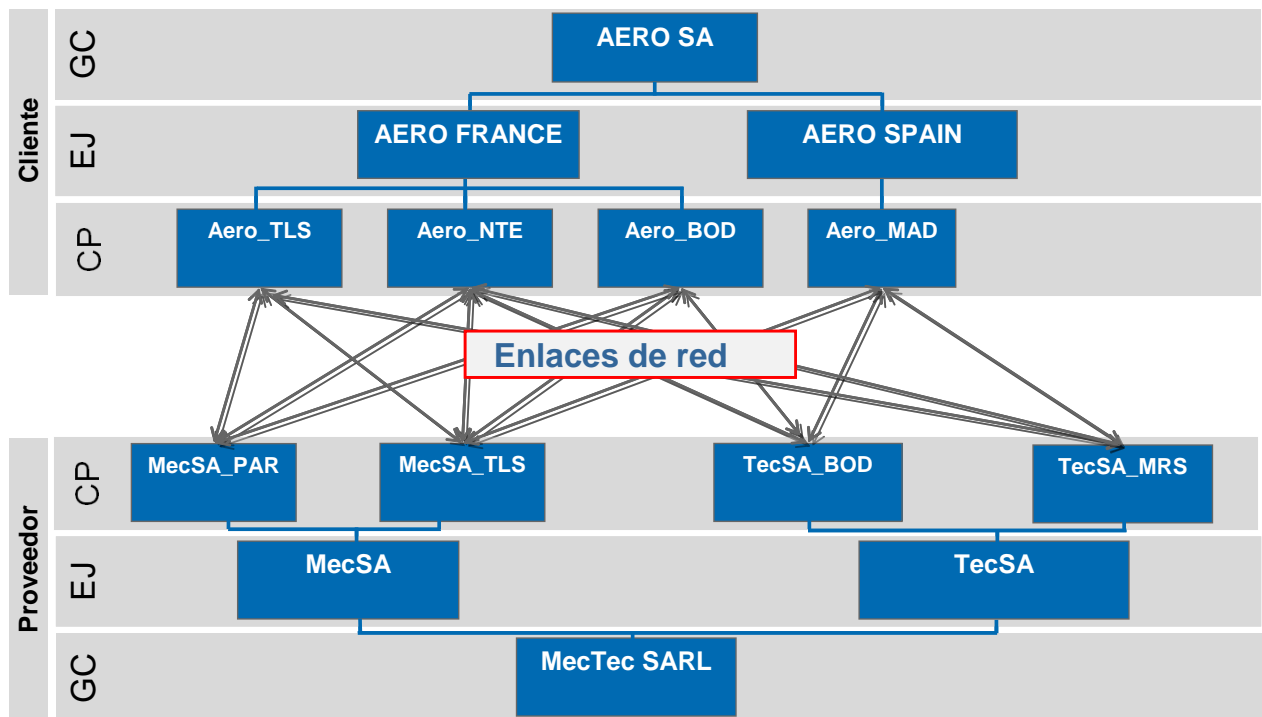 Cliente
GC
AERO SA
EJ
AERO FRANCE
AERO SPAIN
CP
Aero_TLS
Aero_NTE
Aero_BOD
Aero_MAD
Enlaces de red
Proveedor
CP
MecSA_PAR
MecSA_TLS
TecSA_BOD
TecSA_MRS
EJ
MecSA
TecSA
GC
MecTec SARL